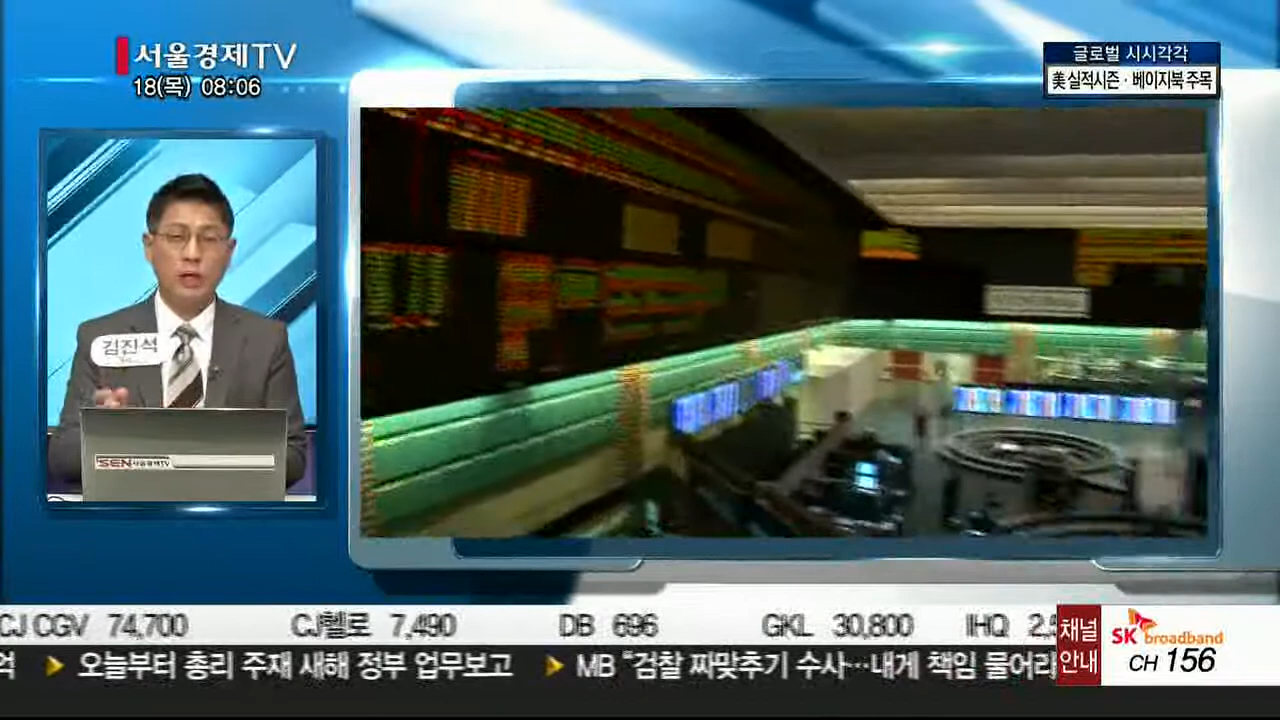 서울경제TV
18(목) 08:06
글로벌 시시각각
美 실적시즌 · 베이지북 주목
김진석
SEN 서울경제TV
CJ CGV 74,700 CJ헬로 7,490 DB 696 GKL 30,800 IHQ 2.5
억 ▶ 오늘부터 총리 주재 새해 정부 업무보고 ▶ MB "검찰 짜맞추기 수사…내게 책임 물어라
채널
안내
SK broadband
CH 156